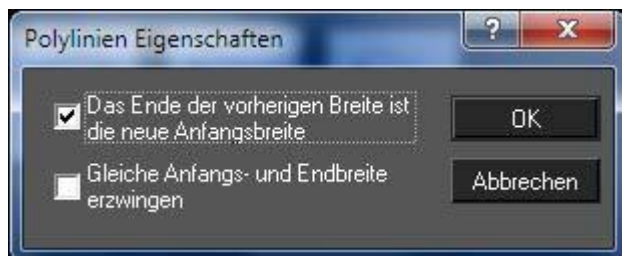 Polylinien Eigenschaften
?
X
Das Ende der vorherigen Breite ist
die neue Anfangsbreite
OK
Gleiche Anfangs- und Endbreite
erzwingen
Abbrechen